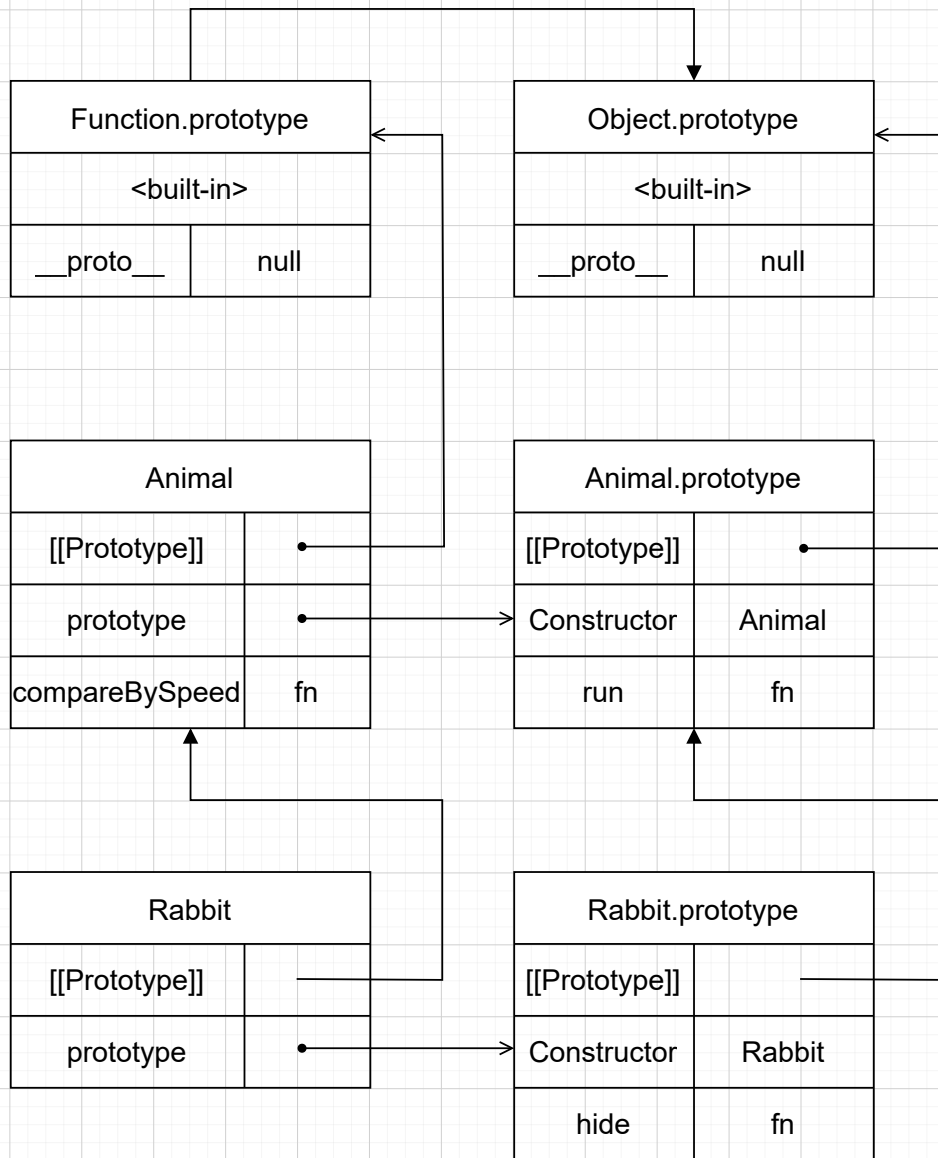 Function.prototype
<built-in>
__proto__ null
Object.prototype
<built-in>
__proto__ null
Animal
[[Prototype]]
prototype
compareBySpeed fn
Animal.prototype
[[Prototype]]
Constructor Animal
run fn
Rabbit
[[Prototype]]
prototype
Rabbit.prototype
[[Prototype]]
Constructor Rabbit
hide fn